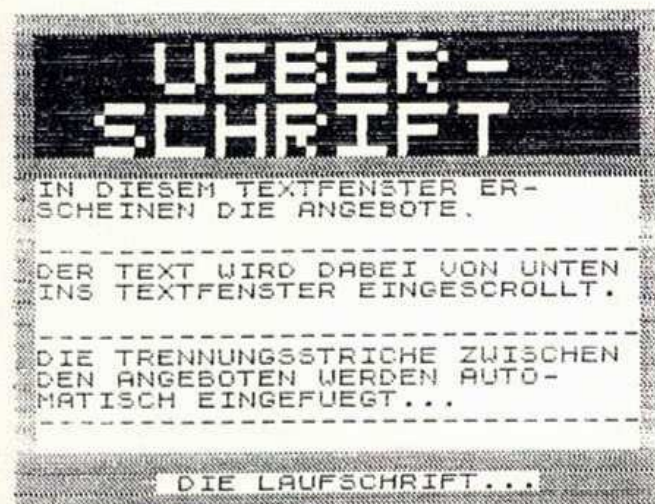 UEBER-
SCHRIFT
IN DIESEM TEXTFENSTER ER-
SCHEINEN DIE ANGEBOTE.
DER TEXT WIRD DABEI VON UNTEN
INS TEXTFENSTER EINGESCROLLT.
DIE TRENNUNGSSTRICHE ZWISCHEN
DEN ANGEBOTEN WERDEN AUTO-
MATISCH EINGEFUEGT...
DIE LAUFSCHRIFT...